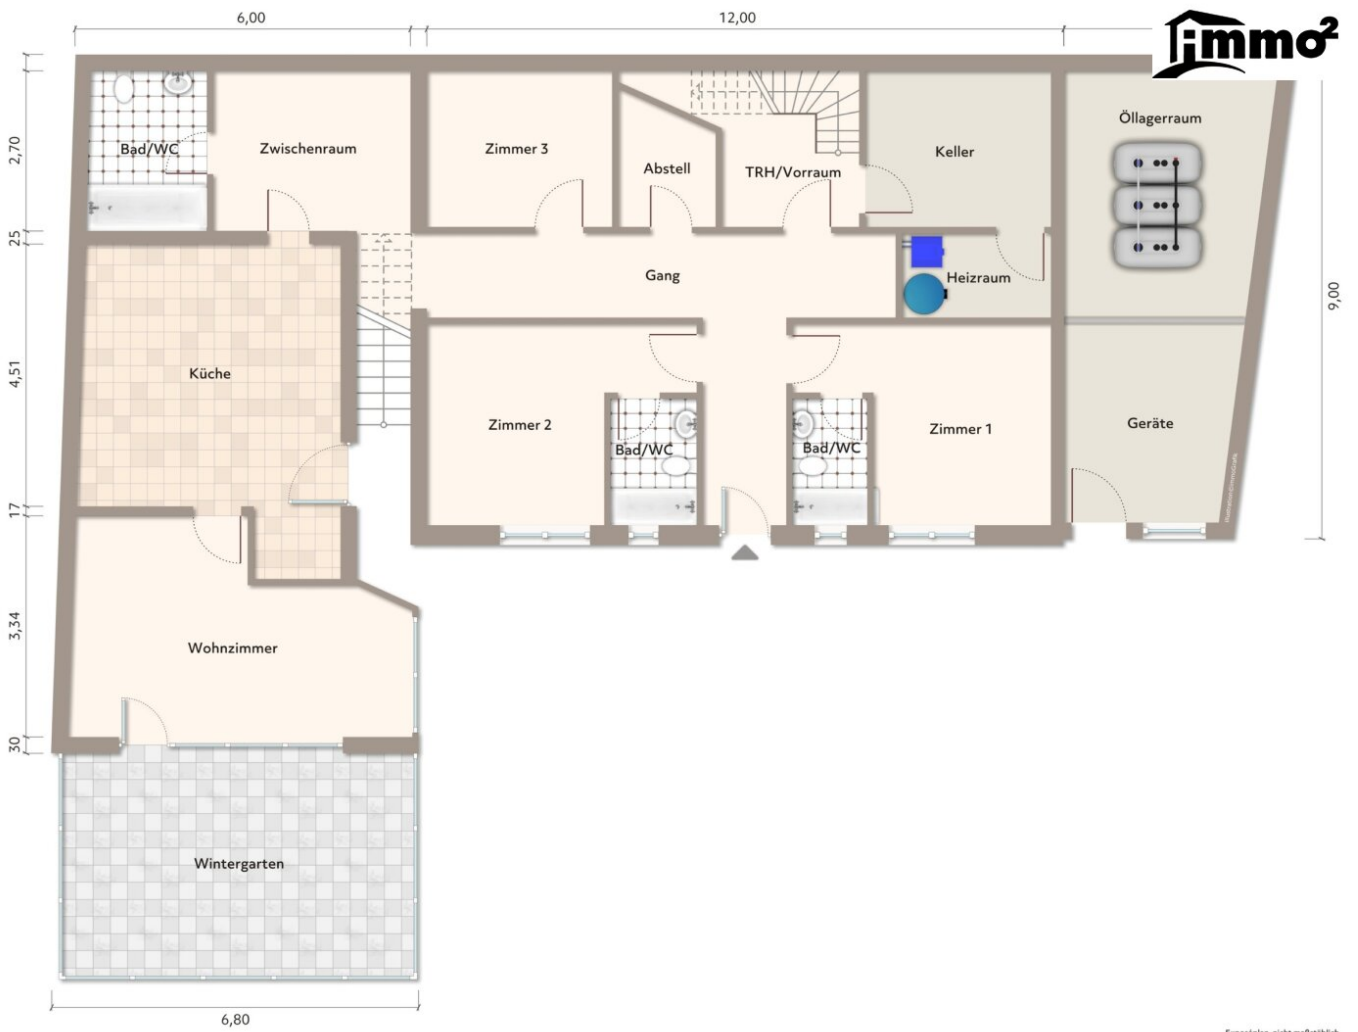 6,00
12,00
immo²
2,70
25
4,51
17
3,34
30
9,00
6,80
Bad/WC
Zwischenraum
Zimmer 3
Abstell
TRH/Vorraum
Keller
Öllagerraum
Gang
Heizraum
Küche
Zimmer 2
Bad/WC
Bad/WC
Zimmer 1
Geräte
Wohnzimmer
Wintergarten